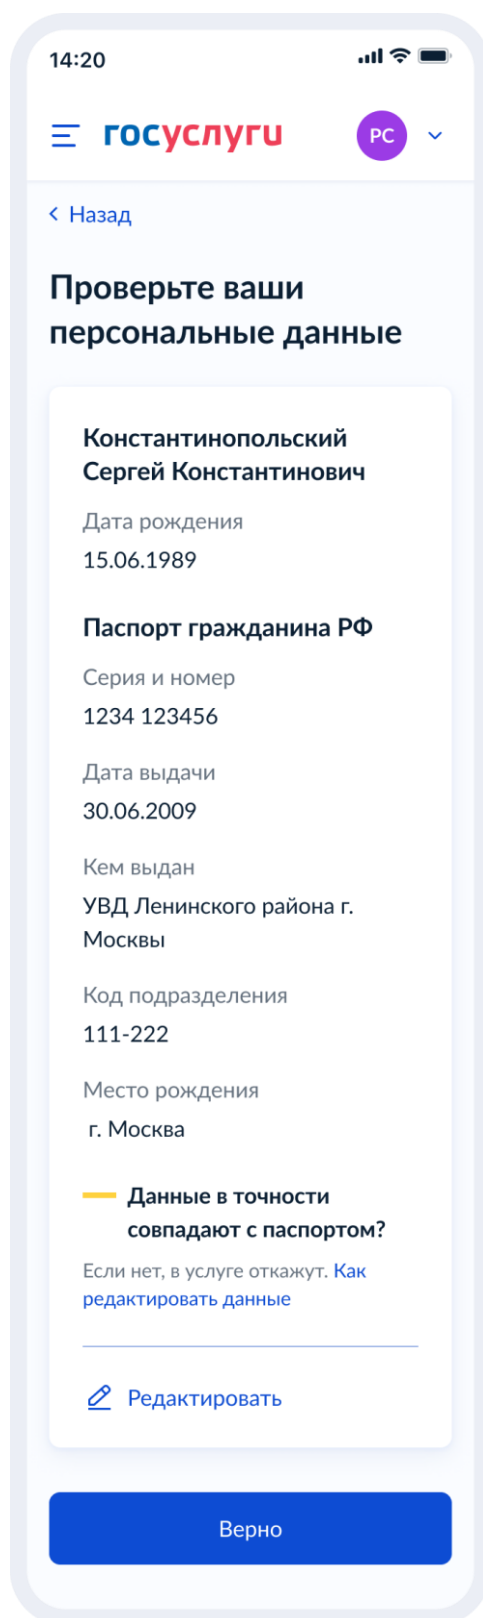 14:20
госуслуги
РС
Назад
Проверьте ваши
персональные данные
Константинопольский
Сергей Константинович
Дата рождения
15.06.1989
Паспорт гражданина РФ
Серия и номер
1234 123456
Дата выдачи
30.06.2009
Кем выдан
УВД Ленинского района г.
Москвы
Код подразделения
111-222
Место рождения
г. Москва
Данные в точности
совпадают с паспортом?
Если нет, в услуге откажут. Как
редактировать данные
Редактировать
Верно